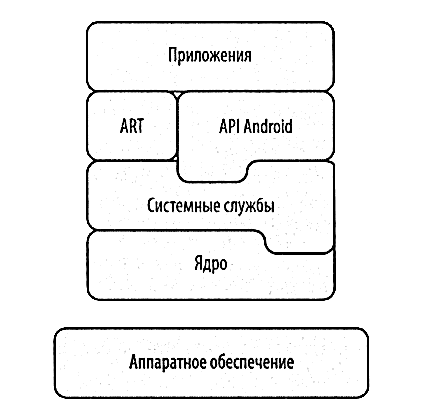 Приложения
ART
API Android
Системные службы
Ядро
Аппаратное обеспечение